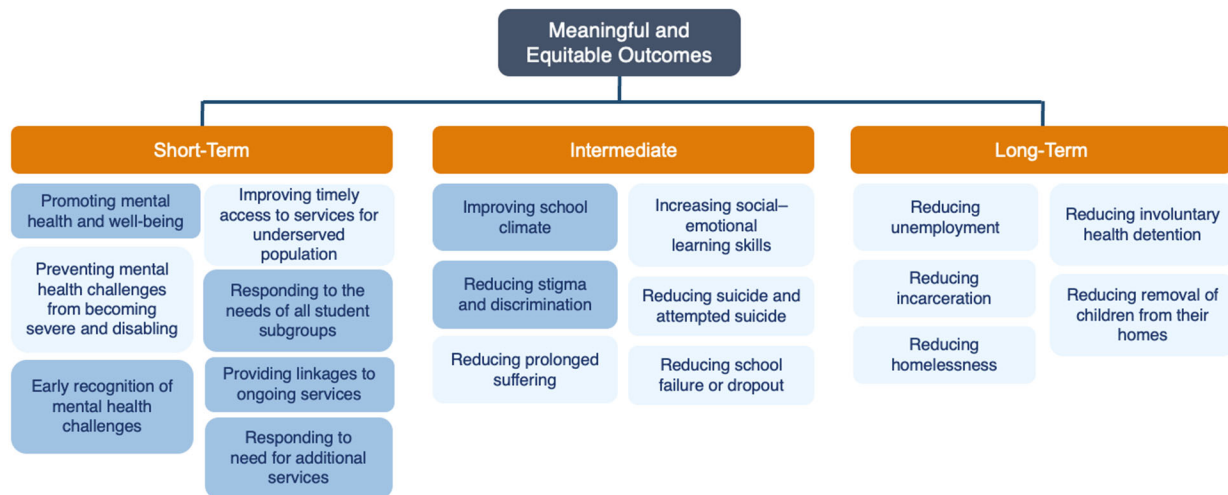 Meaningful and
Equitable Outcomes
Short-Term
Promoting mental
health and well-being
Preventing mental
health challenges
from becoming
severe and disabling
Early recognition of
mental health
challenges
Improving timely
access to services for
underserved
population
Responding to the
needs of all student
subgroups
Providing linkages to
ongoing services
Responding to
need for additional
services
Intermediate
Improving school
climate
Reducing stigma
and discrimination
Reducing prolonged
suffering
Increasing social–
emotional
learning skills
Reducing suicide and
attempted suicide
Reducing school
failure or dropout
Long-Term
Reducing
unemployment
Reducing
incarceration
Reducing
homelessness
Reducing involuntary
health detention
Reducing removal of
children from their
homes